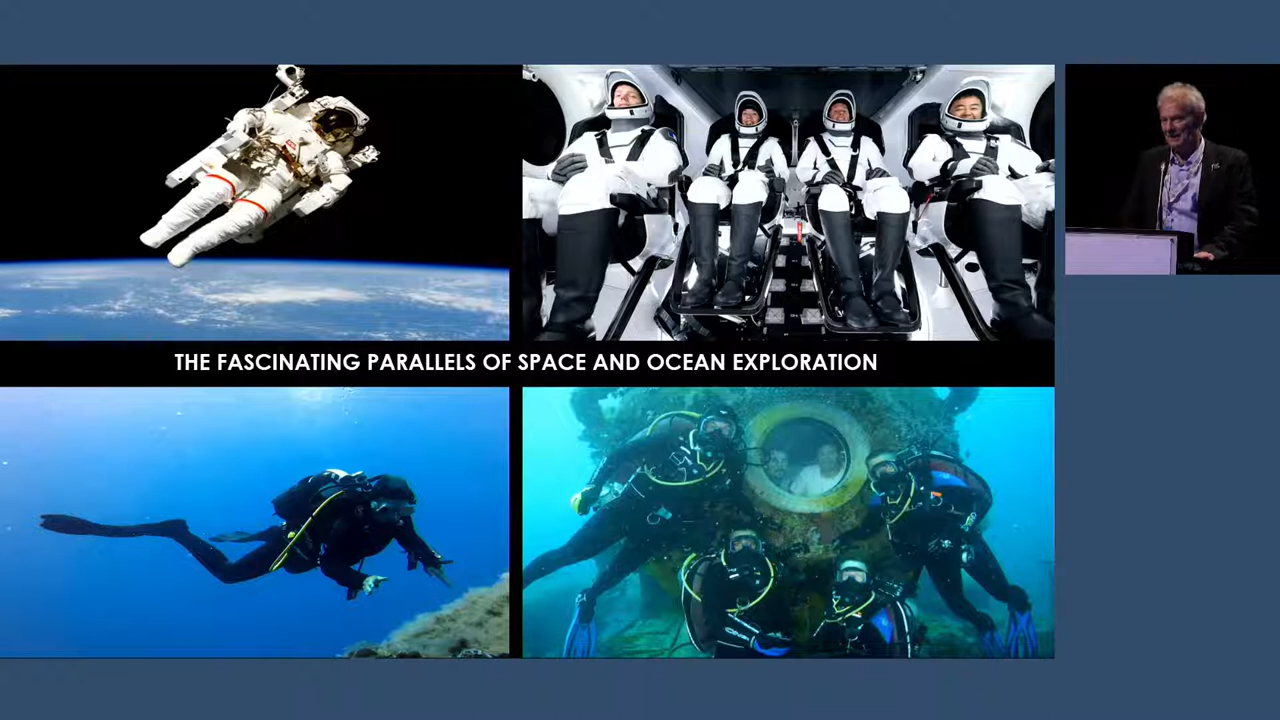 THE FASCINATING PARALLELS OF SPACE AND OCEAN EXPLORATION